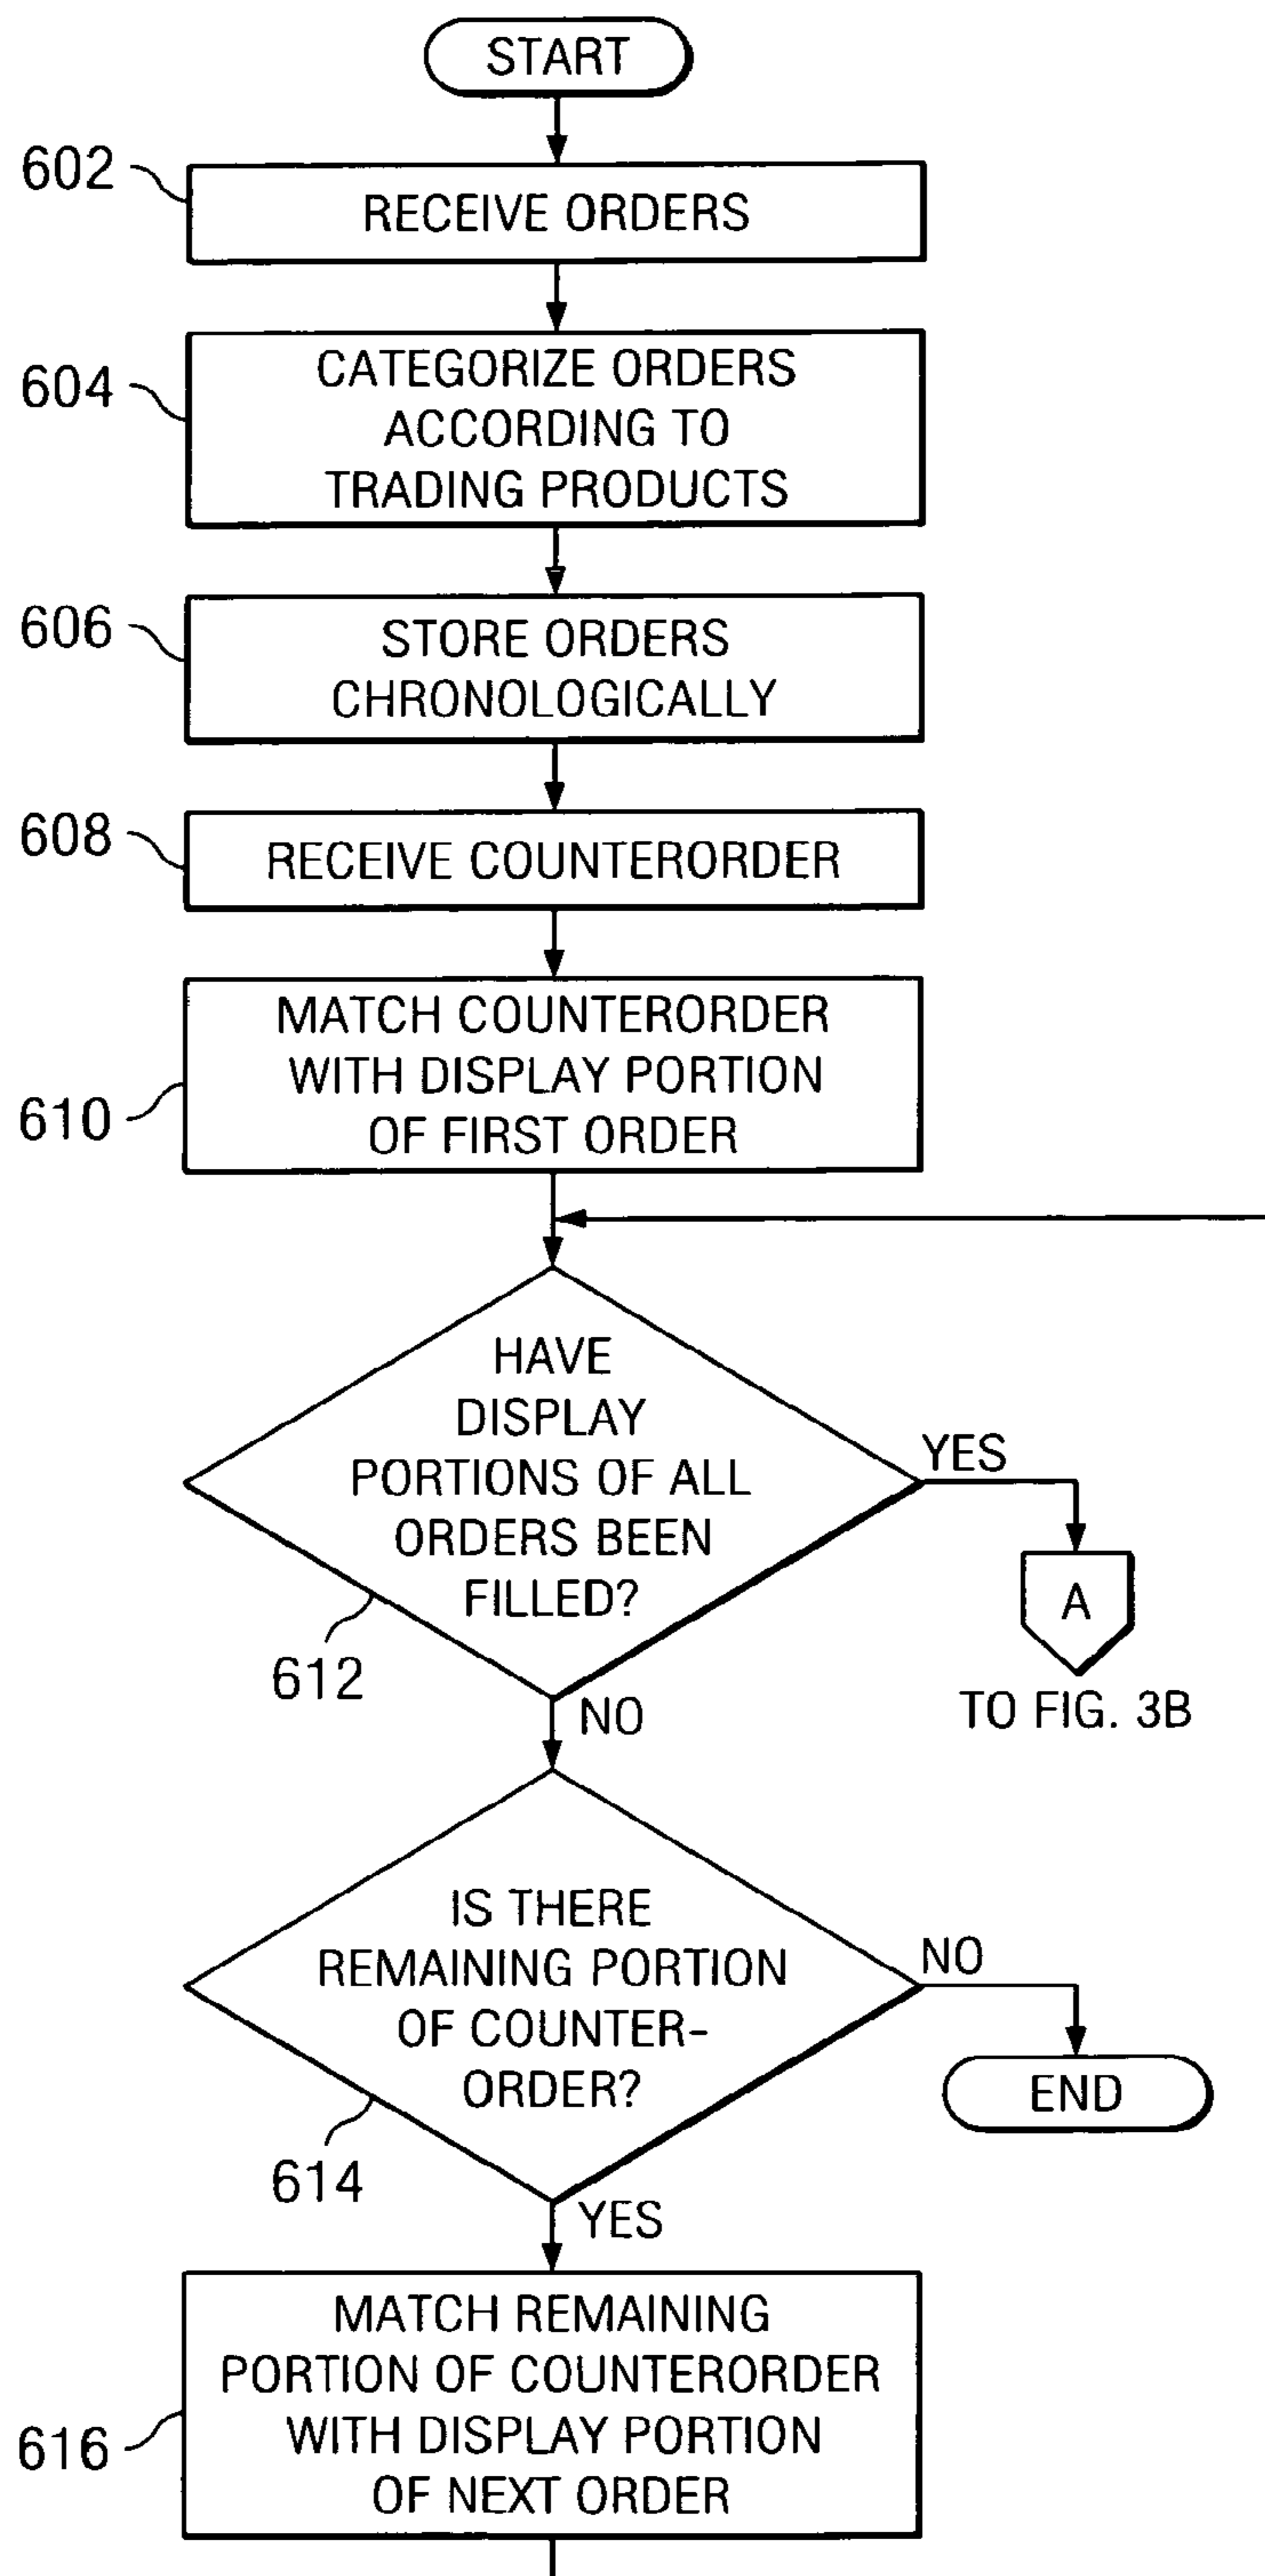 START
602
RECEIVE ORDERS
604
CATEGORIZE ORDERS
ACCORDING TO
TRADING PRODUCTS
606
STORE ORDERS
CHRONOLOGICALLY
608
RECEIVE COUNTERORDER
610
MATCH COUNTERORDER
WITH DISPLAY PORTION
OF FIRST ORDER
HAVE
DISPLAY
PORTIONS OF ALL
ORDERS BEEN
FILLED?
612
YES
A
TO FIG. 3B
NO
IS THERE
REMAINING PORTION
OF COUNTER-
ORDER?
614
NO
END
YES
616
MATCH REMAINING
PORTION OF COUNTERORDER
WITH DISPLAY PORTION
OF NEXT ORDER